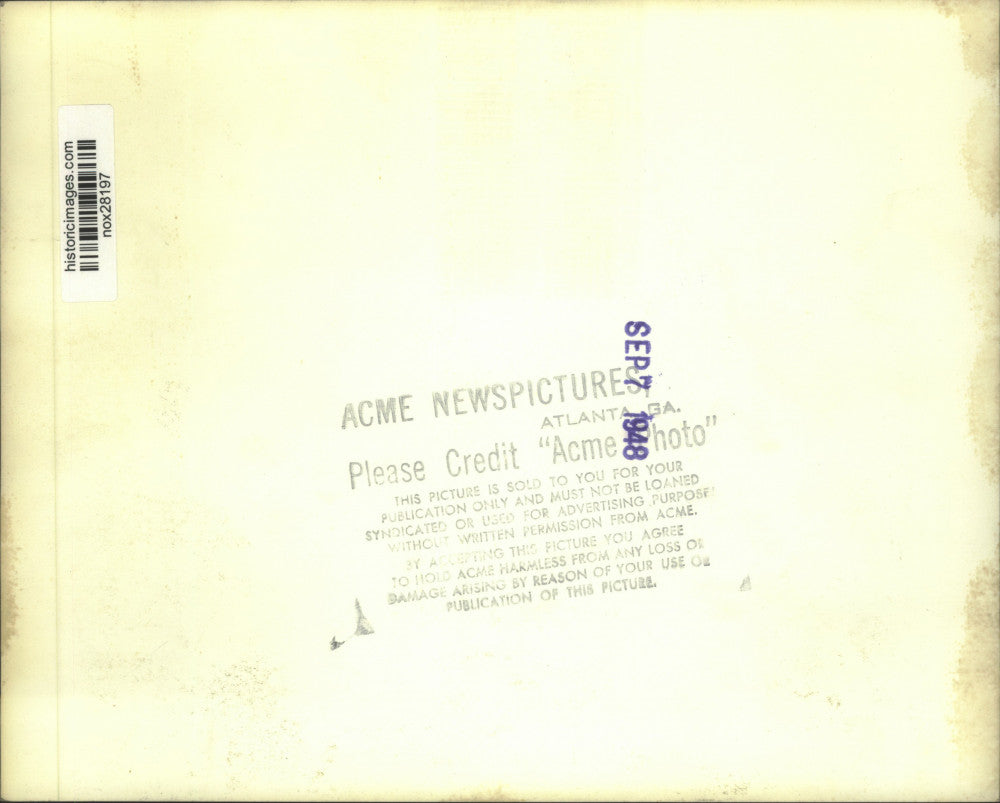 historicimages.com
nox28197
SEP 7 1948
ACME NEWSPICTURES,
ATLANTA, GA.
Please Credit "Acme Photo"
THIS PICTURE IS SOLD TO YOU FOR YOUR
PUBLICATION ONLY AND MUST NOT BE LOANED
SYNDICATED OR USED FOR ADVERTISING PURPOSE
WITHOUT WRITTEN PERMISSION FROM ACME.
BY ACCEPTING THIS PICTURE YOU AGREE
TO HOLD ACME HARMLESS FROM ANY LOSS OR
DAMAGE ARISING BY REASON OF YOUR USE OR
PUBLICATION OF THIS PICTURE.